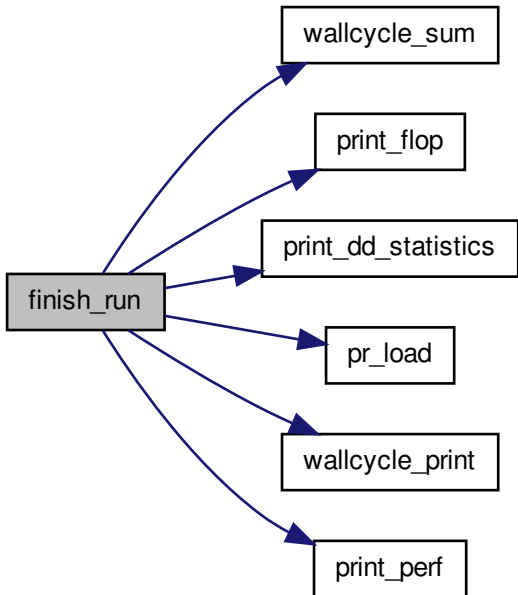 wallcycle_sum
print_flop
print_dd_statistics
finish_run
pr_load
wallcycle_print
print_perf